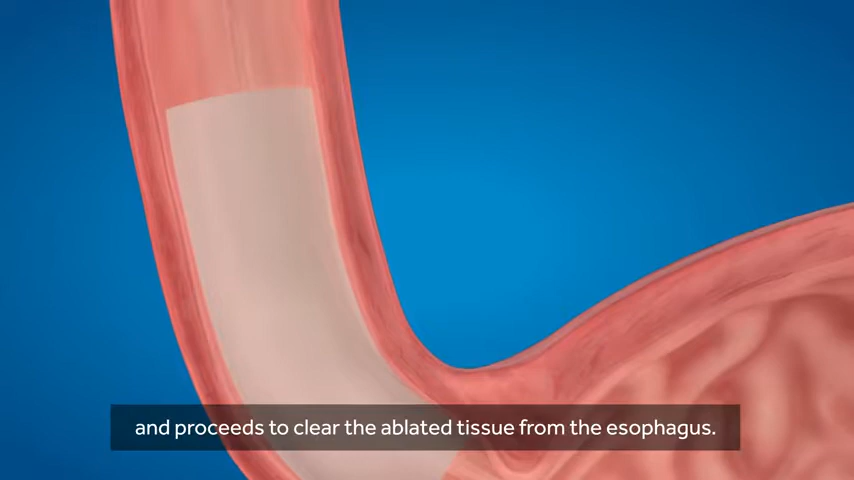 and proceeds to clear the ablated tissue from the esophagus.